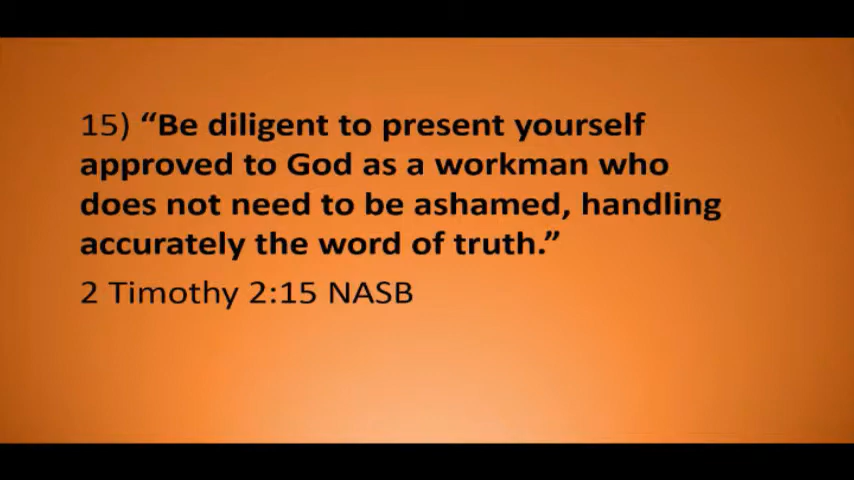 15) “Be diligent to present yourself
approved to God as a workman who
does not need to be ashamed, handling
accurately the word of truth.”
2 Timothy 2:15 NASB